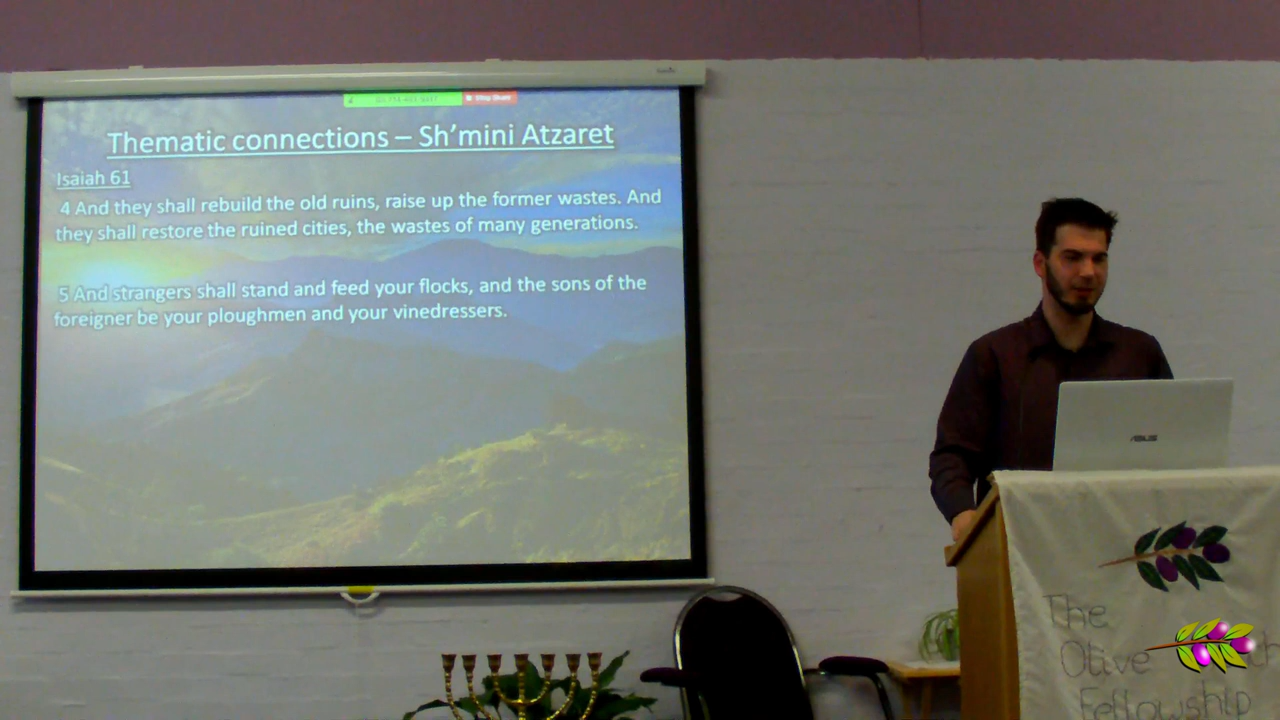 Stop Share
Thematic connections – Sh'mini Atzaret
Isaiah 61
4 And they shall rebuild the old ruins, raise up the former wastes. And
they shall restore the ruined cities, the wastes of many generations.
5 And strangers shall stand and feed your flocks, and the sons of the
foreigner be your ploughmen and your vinedressers.
ASUS
The
Olive
Fellowship